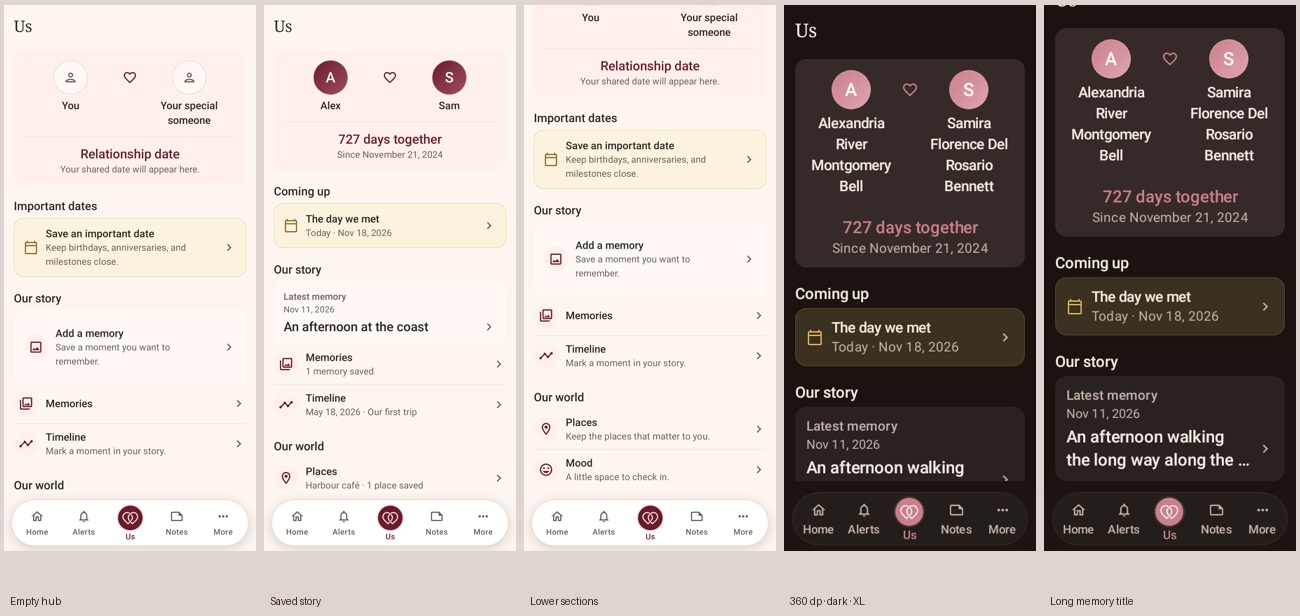 Us
You
Your special
someone
Relationship date
Your shared date will appear here.
Important dates
Save an important date
Keep birthdays, anniversaries, and
milestones close.
Our story
Add a memory
Save a moment you want to
remember.
Memories
Timeline
Mark a moment in your story.
Our world
Home
Alerts
Us
Notes
More
Empty hub
Us
A
S
Alex
Sam
727 days together
Since November 21, 2024
Coming up
The day we met
Today · Nov 18, 2026
Our story
Latest memory
Nov 11, 2026
An afternoon at the coast
Memories
1 memory saved
Timeline
May 18, 2026 · Our first trip
Our world
Places
Harbour café · 1 place saved
Home
Alerts
Us
Notes
More
Saved story
You
Your special
someone
Relationship date
Your shared date will appear here.
Important dates
Save an important date
Keep birthdays, anniversaries, and
milestones close.
Our story
Add a memory
Save a moment you want to
remember.
Memories
Timeline
Mark a moment in your story.
Our world
Places
Keep the places that matter to you.
Mood
A little space to check in.
Home
Alerts
Us
Notes
More
Lower sections
Us
A
S
Alexandria
River
Montgomery
Bell
Samira
Florence Del
Rosario
Bennett
727 days together
Since November 21, 2024
Coming up
The day we met
Today · Nov 18, 2026
Our story
Latest memory
Nov 11, 2026
An afternoon walking
Home
Alerts
Us
Notes
More
360 dp · dark · XL
A
S
Alexandria
River
Montgomery
Bell
Samira
Florence Del
Rosario
Bennett
727 days together
Since November 21, 2024
Coming up
The day we met
Today · Nov 18, 2026
Our story
Latest memory
Nov 11, 2026
An afternoon walking
the long way along the ...
Home
Alerts
Us
Notes
More
Long memory title